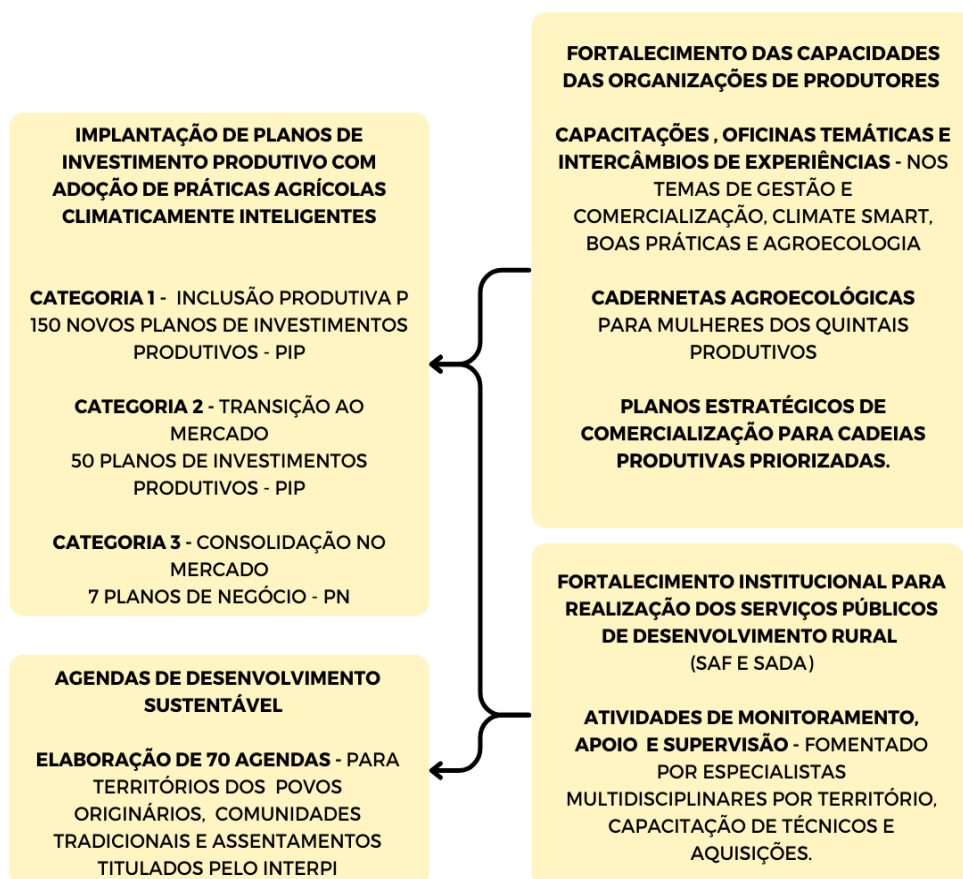 IMPLANTAÇÃO DE PLANOS DE
INVESTIMENTO PRODUTIVO COM
ADOÇÃO DE PRÁTICAS AGRÍCOLAS
CLIMATICAMENTE INTELIGENTES
CATEGORIA 1 - INCLUSÃO PRODUTIVA P
150 NOVOS PLANOS DE INVESTIMENTOS
PRODUTIVOS - PIP
CATEGORIA 2 - TRANSIÇÃO AO
MERCADO
50 PLANOS DE INVESTIMENTOS
PRODUTIVOS - PIP
CATEGORIA 3 - CONSOLIDAÇÃO NO
MERCADO
7 PLANOS DE NEGÓCIO - PN
AGENDAS DE DESENVOLVIMENTO
SUSTENTÁVEL
ELABORAÇÃO DE 70 AGENDAS - PARA
TERRITÓRIOS DOS POVOS
ORIGINÁRIOS, COMUNIDADES
TRADICIONAIS E ASSENTAMENTOS
TITULADOS PELO INTERPI
FORTALECIMENTO DAS CAPACIDADES
DAS ORGANIZAÇÕES DE PRODUTORES
CAPACITAÇÕES , OFICINAS TEMÁTICAS E
INTERCÂMBIOS DE EXPERIÊNCIAS - NOS
TEMAS DE GESTÃO E
COMERCIALIZAÇÃO, CLIMATE SMART,
BOAS PRÁTICAS E AGROECOLOGIA
CADERNETAS AGROECOLÓGICAS
PARA MULHERES DOS QUINTAIS
PRODUTIVOS
PLANOS ESTRATÉGICOS DE
COMERCIALIZAÇÃO PARA CADEIAS
PRODUTIVAS PRIORIZADAS.
FORTALECIMENTO INSTITUCIONAL PARA
REALIZAÇÃO DOS SERVIÇOS PÚBLICOS
DE DESENVOLVIMENTO RURAL
(SAF E SADA)
ATIVIDADES DE MONITORAMENTO,
APOIO E SUPERVISÃO - FOMENTADO
POR ESPECIALISTAS
MULTIDISCIPLINARES POR TERRITÓRIO,
CAPACITAÇÃO DE TÉCNICOS E
AQUISIÇÕES.